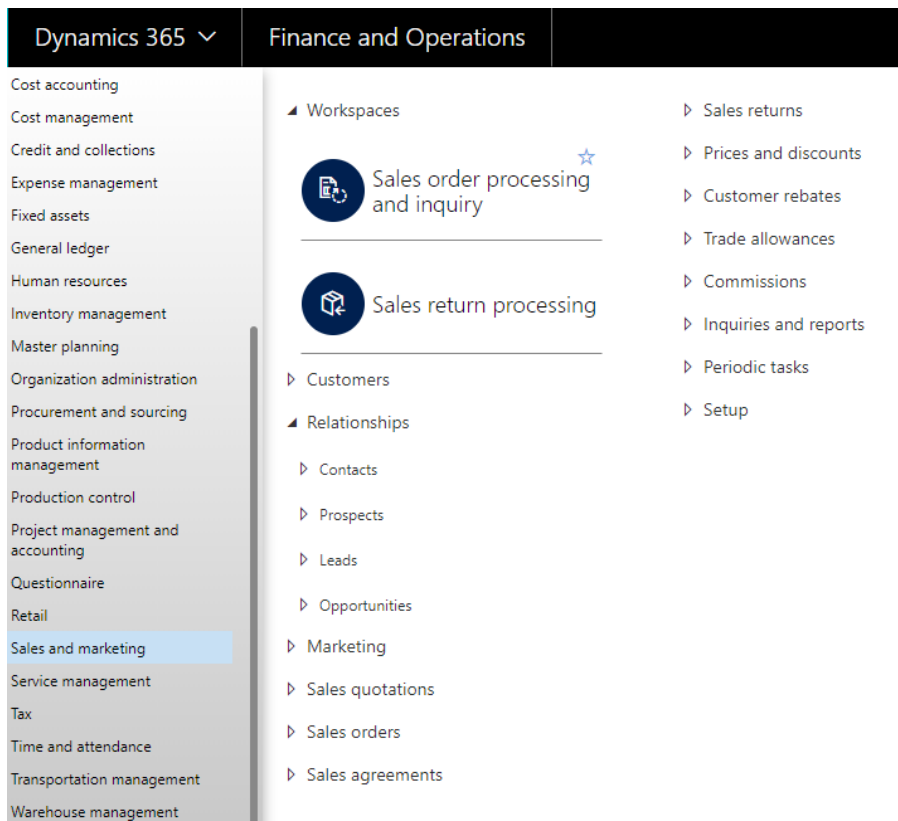 Dynamics 365
Finance and Operations
Cost accounting
Cost management
Credit and collections
Expense management
Fixed assets
General ledger
Human resources
Inventory management
Master planning
Organization administration
Procurement and sourcing
Product information
management
Production control
Project management and
accounting
Questionnaire
Retail
Sales and marketing
Service management
Tax
Time and attendance
Transportation management
Warehouse management
Workspaces
Sales order processing
and inquiry
Sales return processing
Customers
Relationships
Contacts
Prospects
Leads
Opportunities
Marketing
Sales quotations
Sales orders
Sales agreements
Sales returns
Prices and discounts
Customer rebates
Trade allowances
Commissions
Inquiries and reports
Periodic tasks
Setup